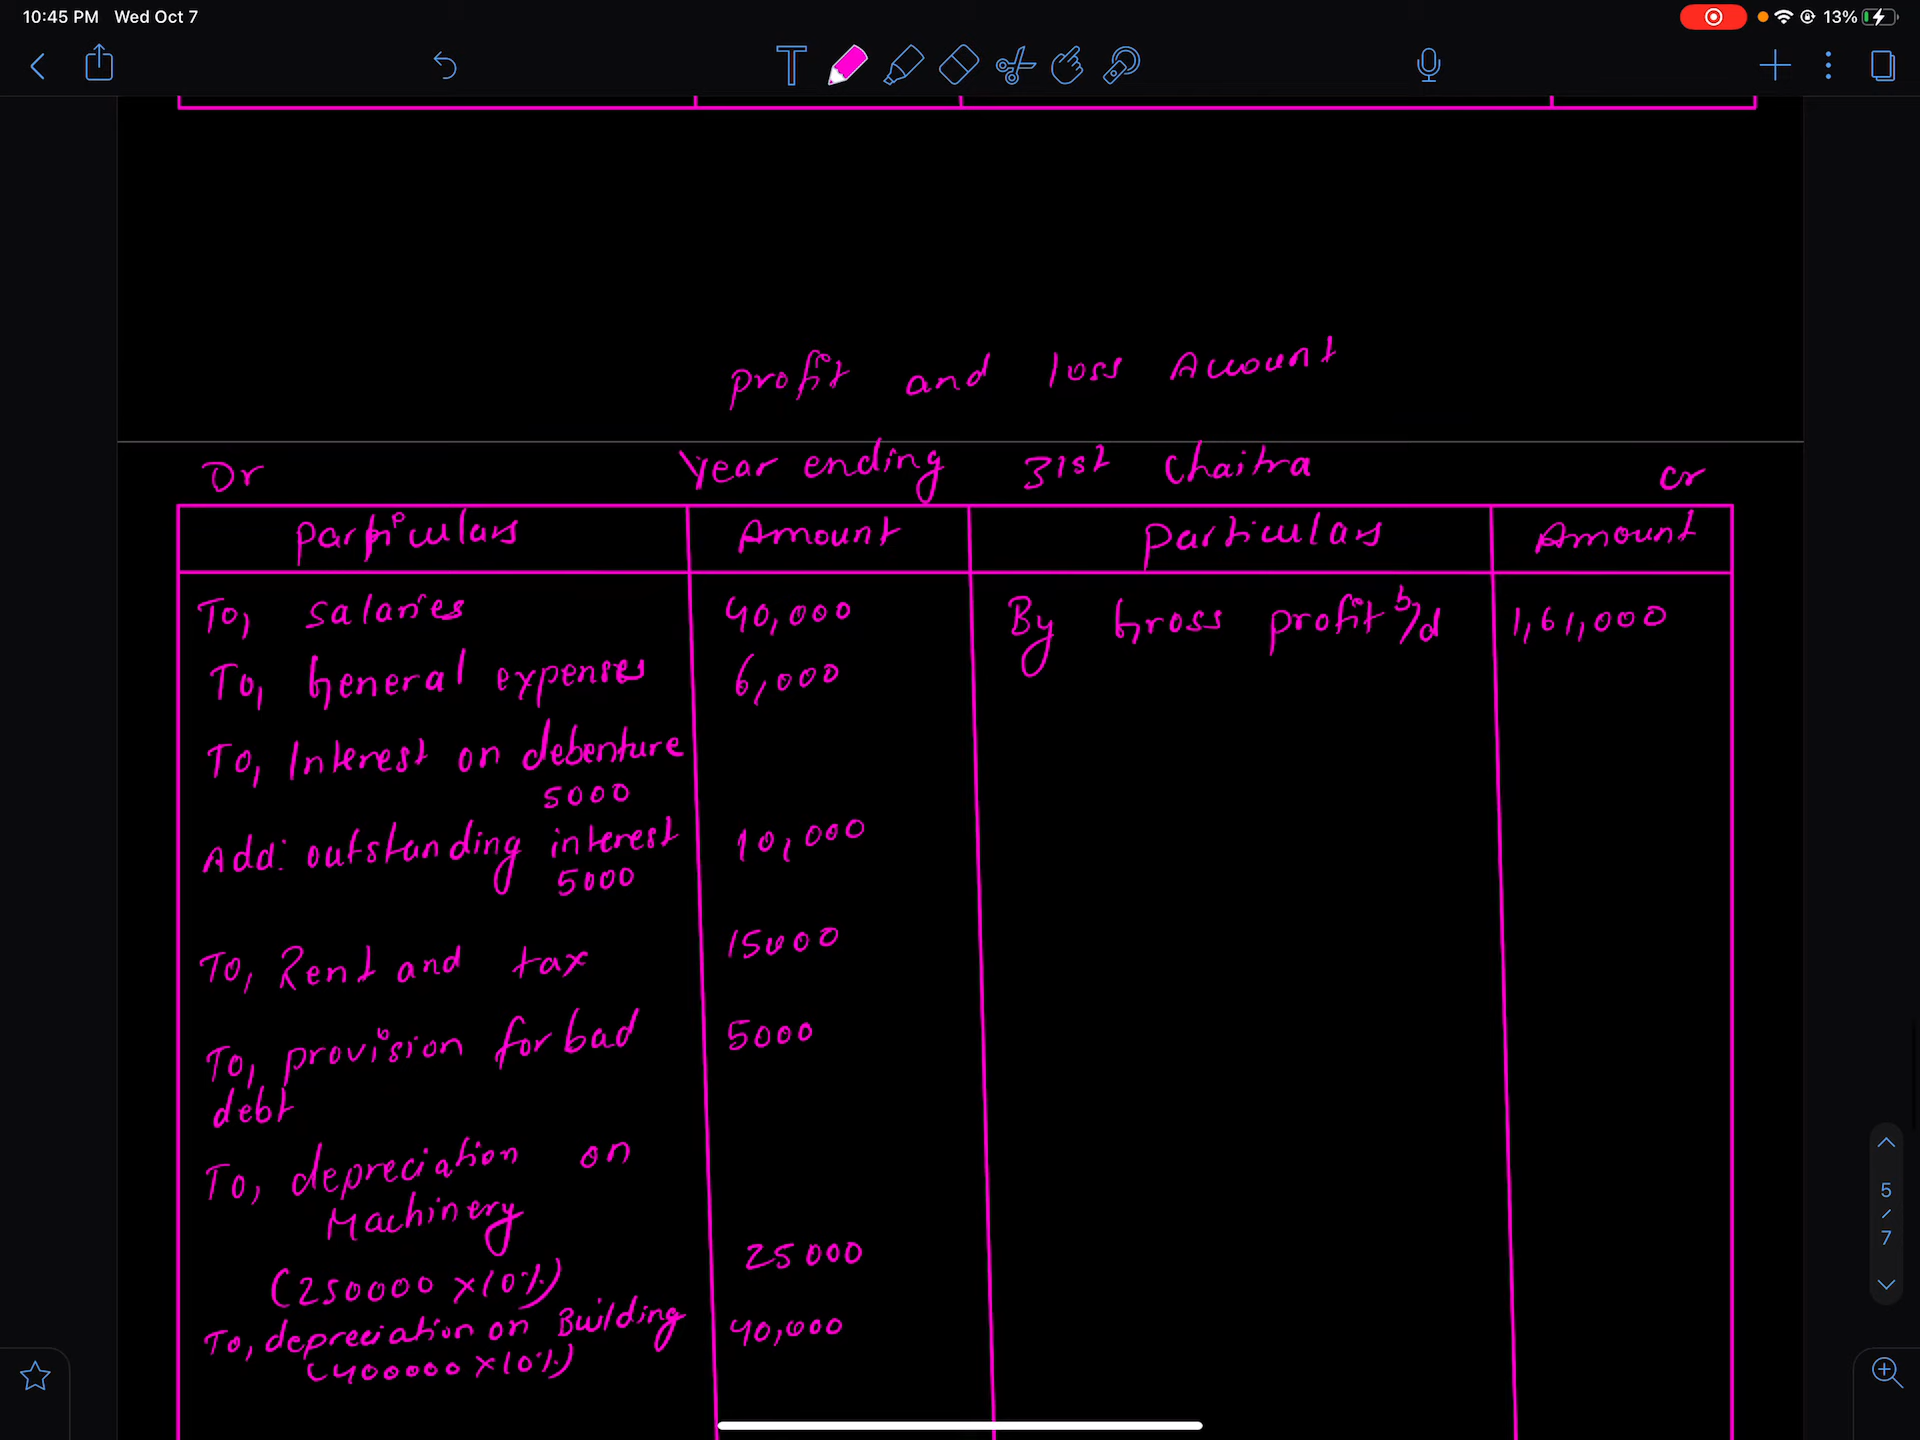 10:45 PM Wed Oct 7
13%
T
profit and loss Account
Dr Year ending 31st Chaitra cr
Particulars Amount Particulars Amount
To, salaries 40,000 By Gross profit b/d 1,61,000
To, General expenses 6,000
To, Interest on debenture
5000
Add: outstanding interest 10,000
5000
To, Rent and tax 15000
To, provision for bad 5000
debt
To, depreciation on
Machinery
(250000 x 10%) 25000
To, depreciation on Building 40,000
(400000 x 10%)
5
/
7